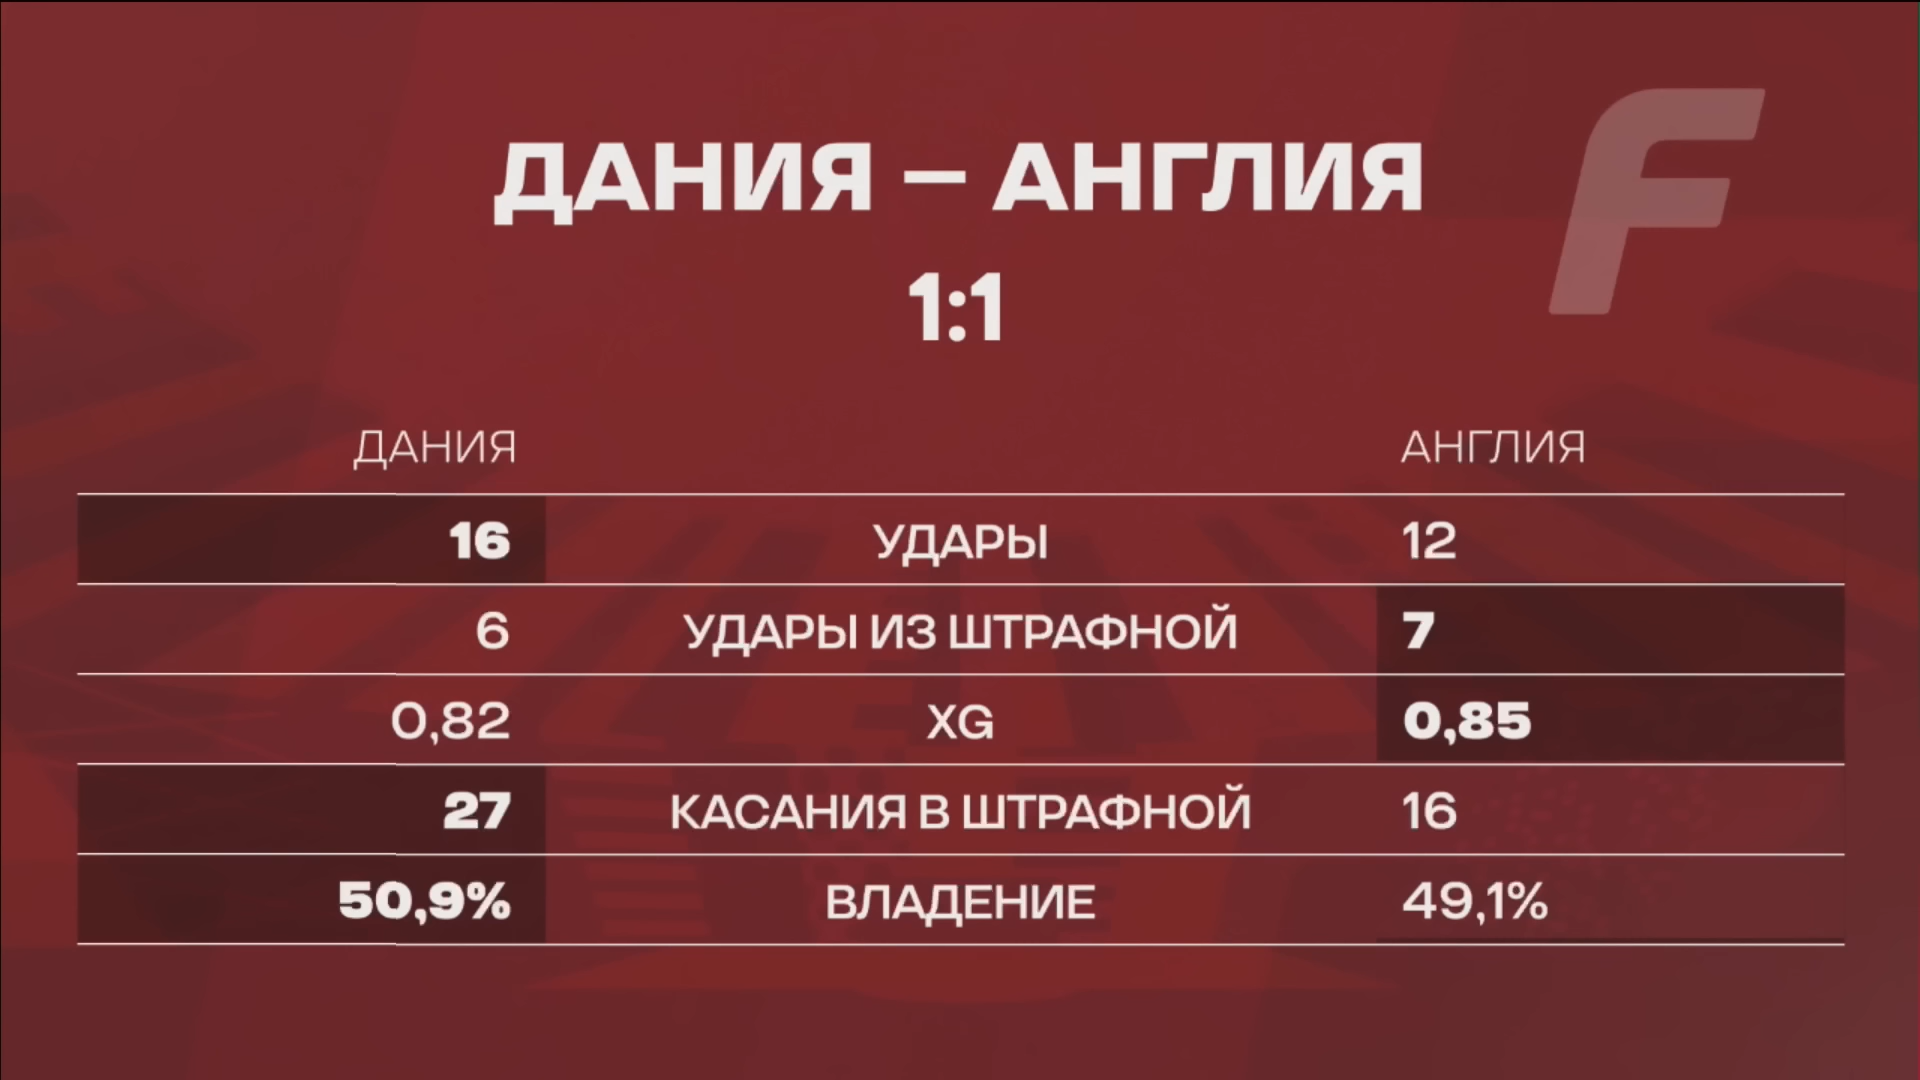 F
ДАНИЯ – АНГЛИЯ
1:1
ДАНИЯ АНГЛИЯ
16 УДАРЫ 12
6 УДАРЫ ИЗ ШТРАФНОЙ 7
0,82 XG 0,85
27 КАСАНИЯ В ШТРАФНОЙ 16
50,9% ВЛАДЕНИЕ 49,1%